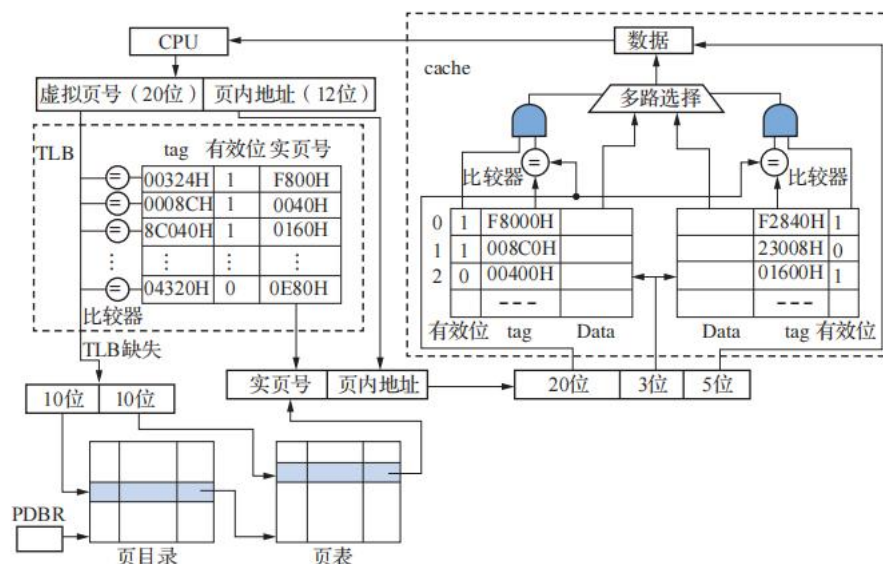 CPU
数据
cache
虚拟页号（20位） 页内地址（12位）
多路选择
TLB
tag 有效位 实页号
= 00324H 1 F800H
= 0008CH 1 0040H
= 8C040H 1 0160H
⋮ ⋮ ⋮
= 04320H 0 0E80H
比较器
= 比较器
= 比较器
0 1 F8000H F2840H 1
1 1 008C0H 23008H 0
2 0 00400H 01600H 1
--- ---
有效位 tag Data Data tag 有效位
TLB缺失
10位 10位
实页号 页内地址
20位 3位 5位
PDBR
页目录
页表